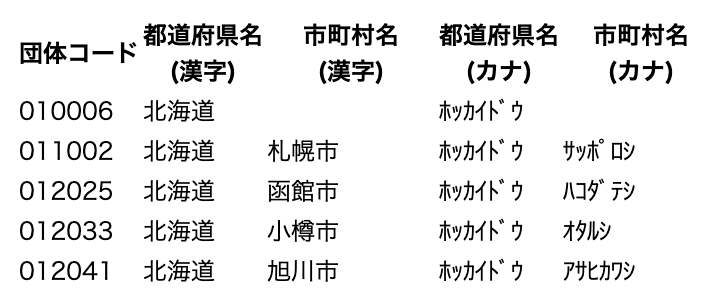 団体コード 都道府県名(漢字) 市町村名(漢字) 都道府県名(カナ) 市町村名(カナ)
010006 北海道 ﾎｯｶｲﾄﾞｳ
011002 北海道 札幌市 ﾎｯｶｲﾄﾞｳ ｻｯﾎﾟﾛｼ
012025 北海道 函館市 ﾎｯｶｲﾄﾞｳ ﾊｺﾀﾞﾃｼ
012033 北海道 小樽市 ﾎｯｶｲﾄﾞｳ ｵﾀﾙｼ
012041 北海道 旭川市 ﾎｯｶｲﾄﾞｳ ｱｻﾋｶﾜｼ